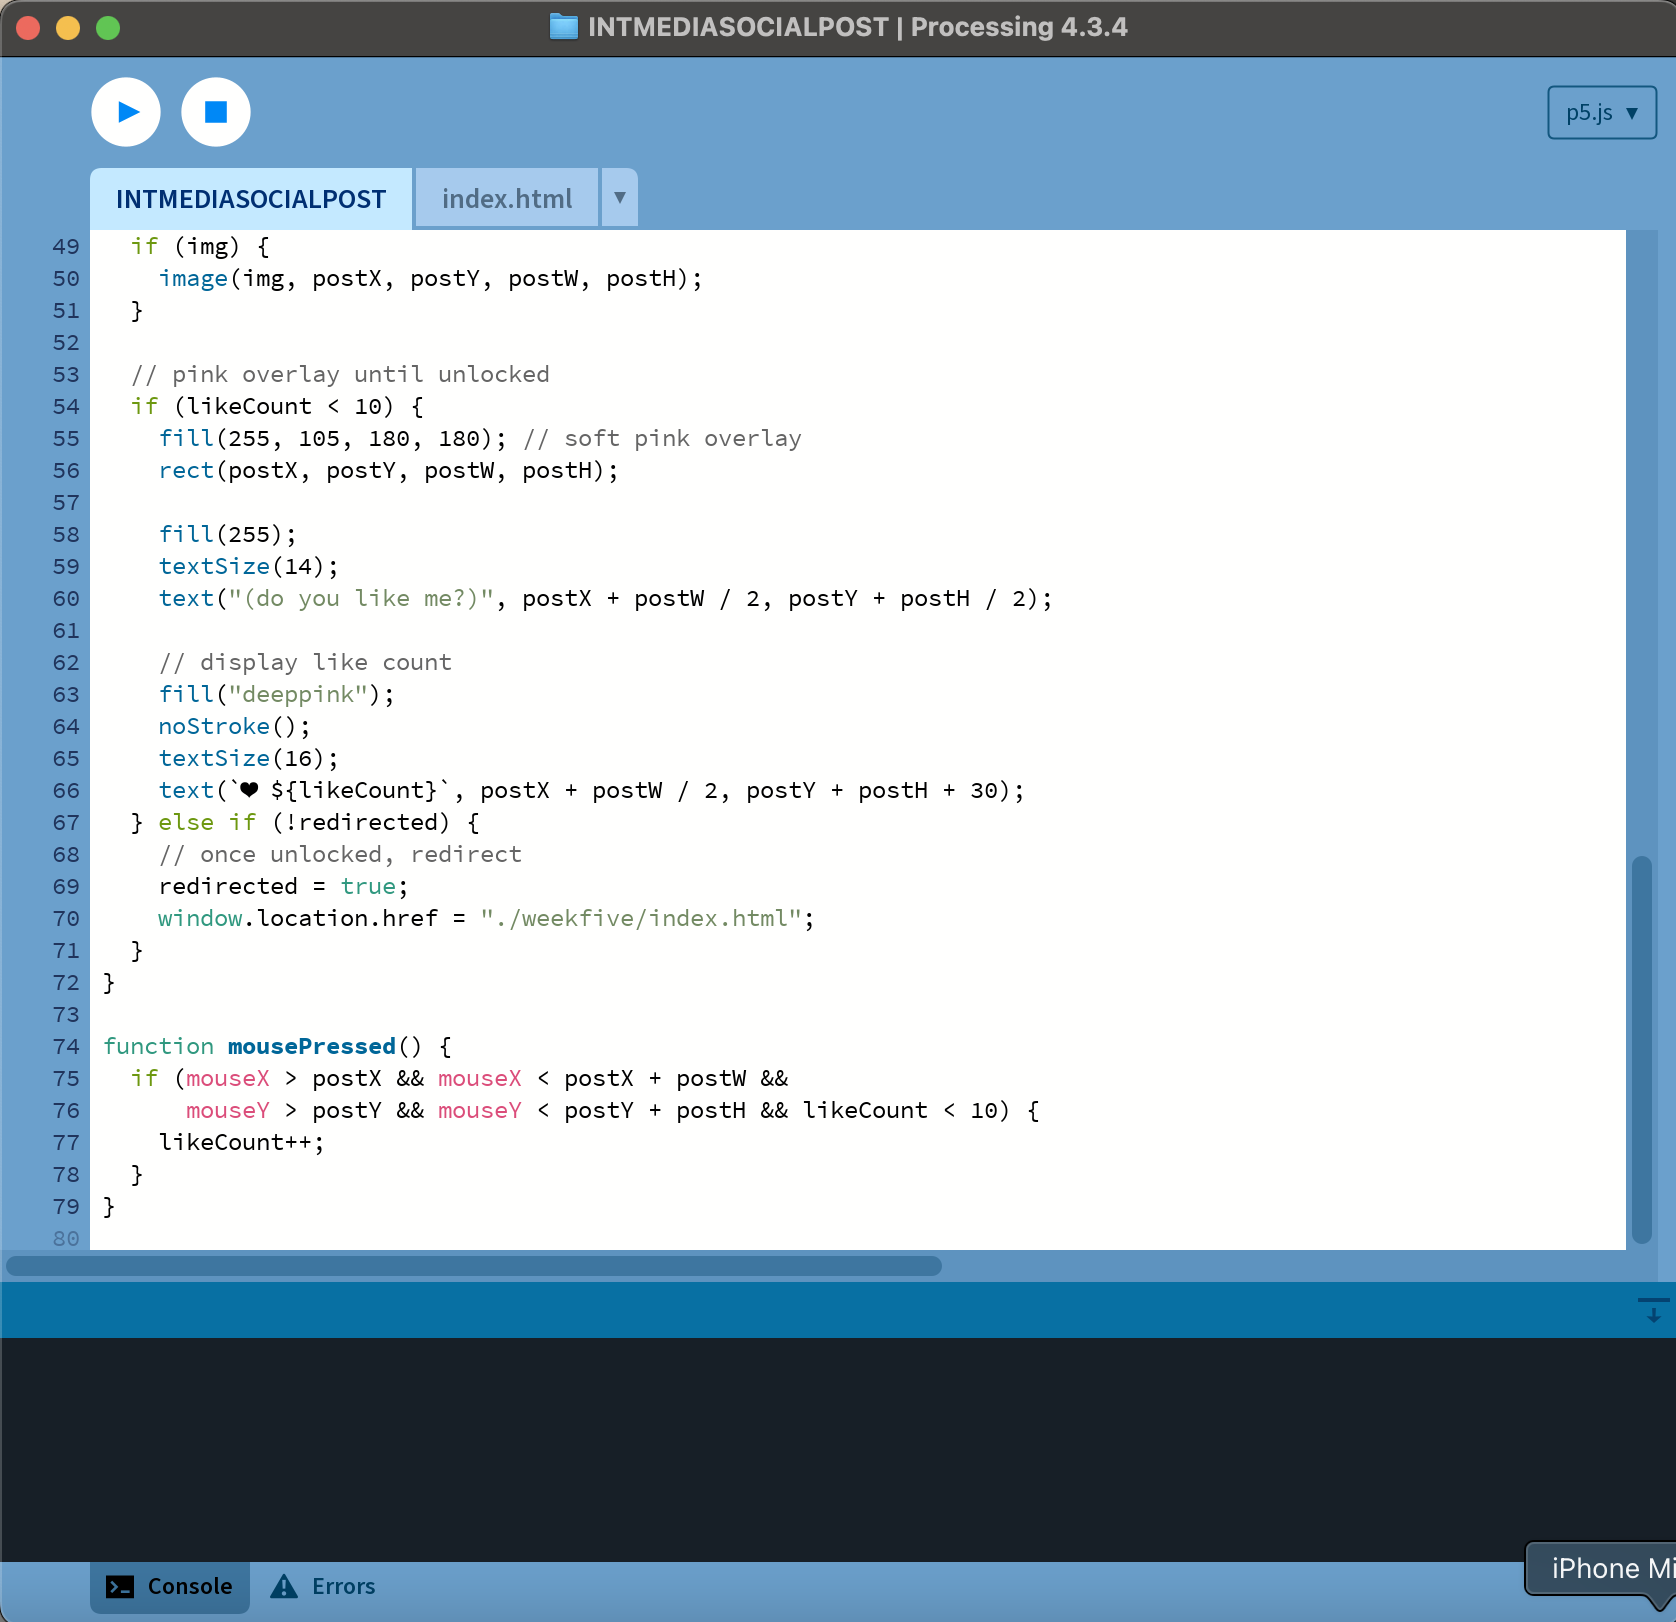 INTMEDIASOCIALPOST | Processing 4.3.4
p5.js ▼
INTMEDIASOCIALPOST index.html ▼
49   if (img) {
50     image(img, postX, postY, postW, postH);
51   }
52
53   // pink overlay until unlocked
54   if (likeCount < 10) {
55     fill(255, 105, 180, 180); // soft pink overlay
56     rect(postX, postY, postW, postH);
57
58     fill(255);
59     textSize(14);
60     text("(do you like me?)", postX + postW / 2, postY + postH / 2);
61
62     // display like count
63     fill("deeppink");
64     noStroke();
65     textSize(16);
66     text(`❤ ${likeCount}`, postX + postW / 2, postY + postH + 30);
67   } else if (!redirected) {
68     // once unlocked, redirect
69     redirected = true;
70     window.location.href = "./weekfive/index.html";
71   }
72 }
73
74 function mousePressed() {
75   if (mouseX > postX && mouseX < postX + postW &&
76       mouseY > postY && mouseY < postY + postH && likeCount < 10) {
77     likeCount++;
78   }
79 }
80
Console Errors
iPhone Mi